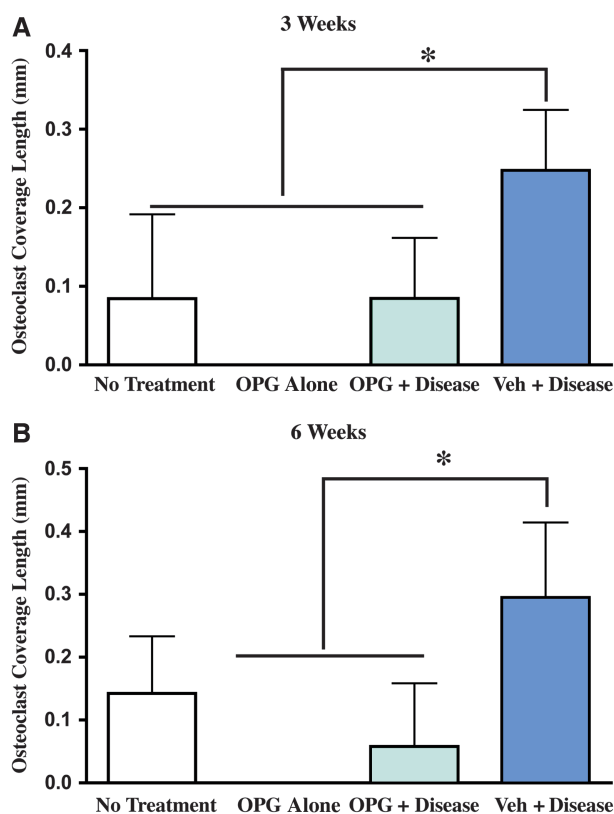 A
3 Weeks
Osteoclast Coverage Length (mm)
0.4
0.3
0.2
0.1
0.0
*
No Treatment OPG Alone OPG + Disease Veh + Disease
B
6 Weeks
Osteoclast Coverage Length (mm)
0.5
0.4
0.3
0.2
0.1
0.0
*
No Treatment OPG Alone OPG + Disease Veh + Disease